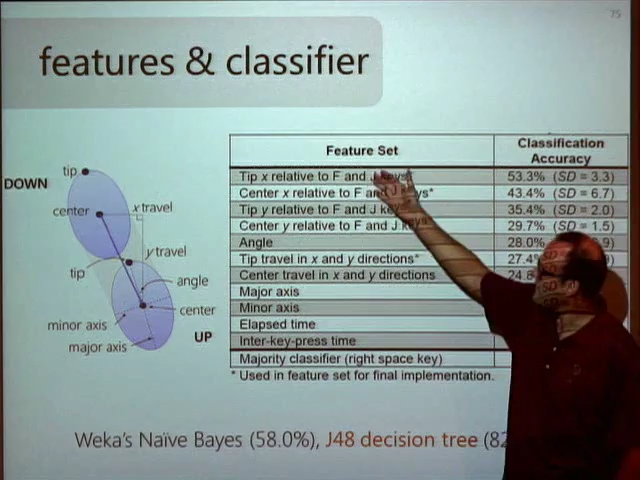 75
features & classifier
Feature Set Classification Accuracy
Tip x relative to F and J keys* 53.3% (SD = 3.3)
Center x relative to F and J keys* 43.4% (SD = 6.7)
Tip y relative to F and J keys* 35.4% (SD = 2.0)
Center y relative to F and J keys* 29.7% (SD = 1.5)
Angle 28.0%
Tip travel in x and y directions* 27.4%
Center travel in x and y directions
Major axis
Minor axis
Elapsed time
Inter-key-press time
Majority classifier (right space key)
* Used in feature set for final implementation.
DOWN
tip
center
x travel
y travel
tip
angle
center
minor axis
major axis
UP
Weka's Naïve Bayes (58.0%), J48 decision tree